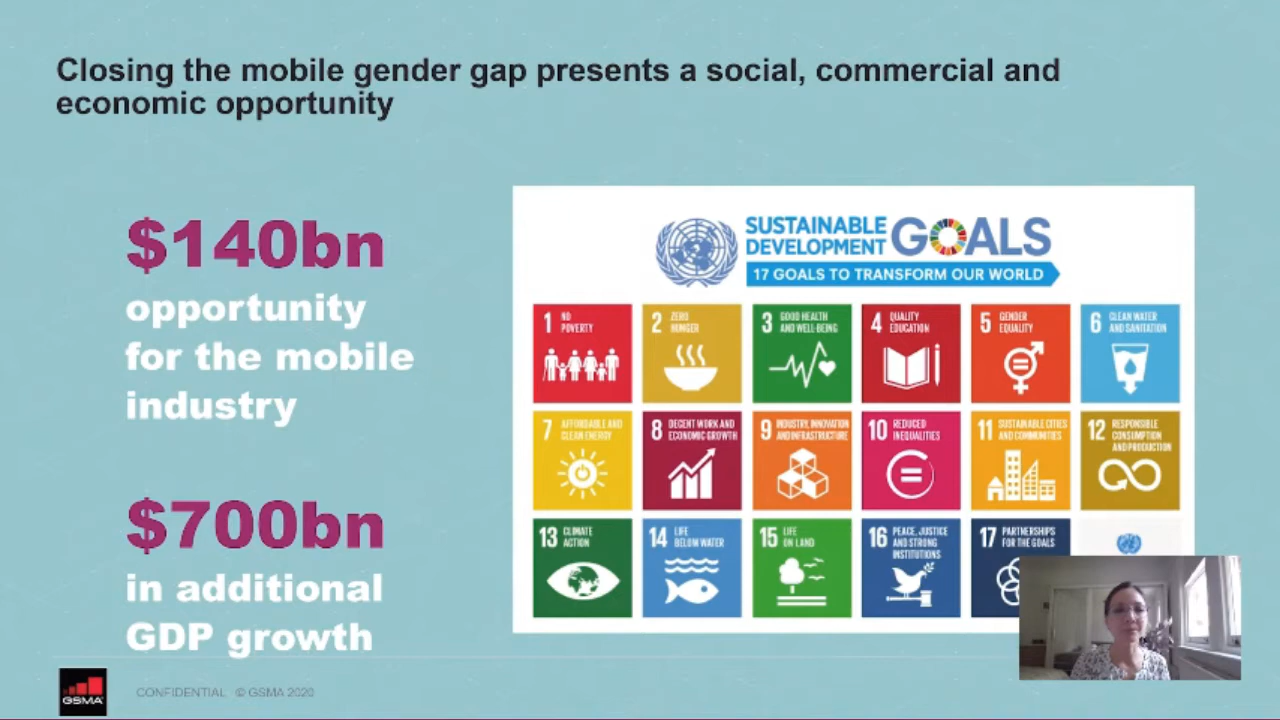 Closing the mobile gender gap presents a social, commercial and
economic opportunity
$140bn
opportunity
for the mobile
industry
$700bn
in additional
GDP growth
SUSTAINABLE
DEVELOPMENT
GOALS
17 GOALS TO TRANSFORM OUR WORLD
1 NO
POVERTY
2 ZERO
HUNGER
3 GOOD HEALTH
AND WELL-BEING
4 QUALITY
EDUCATION
5 GENDER
EQUALITY
6 CLEAN WATER
AND SANITATION
7 AFFORDABLE AND
CLEAN ENERGY
8 DECENT WORK AND
ECONOMIC GROWTH
9 INDUSTRY, INNOVATION
AND INFRASTRUCTURE
10 REDUCED
INEQUALITIES
11 SUSTAINABLE CITIES
AND COMMUNITIES
12 RESPONSIBLE
CONSUMPTION
AND PRODUCTION
13 CLIMATE
ACTION
14 LIFE
BELOW WATER
15 LIFE
ON LAND
16 PEACE, JUSTICE
AND STRONG
INSTITUTIONS
17 PARTNERSHIPS
FOR THE GOALS
GSMA
CONFIDENTIAL © GSMA 2020